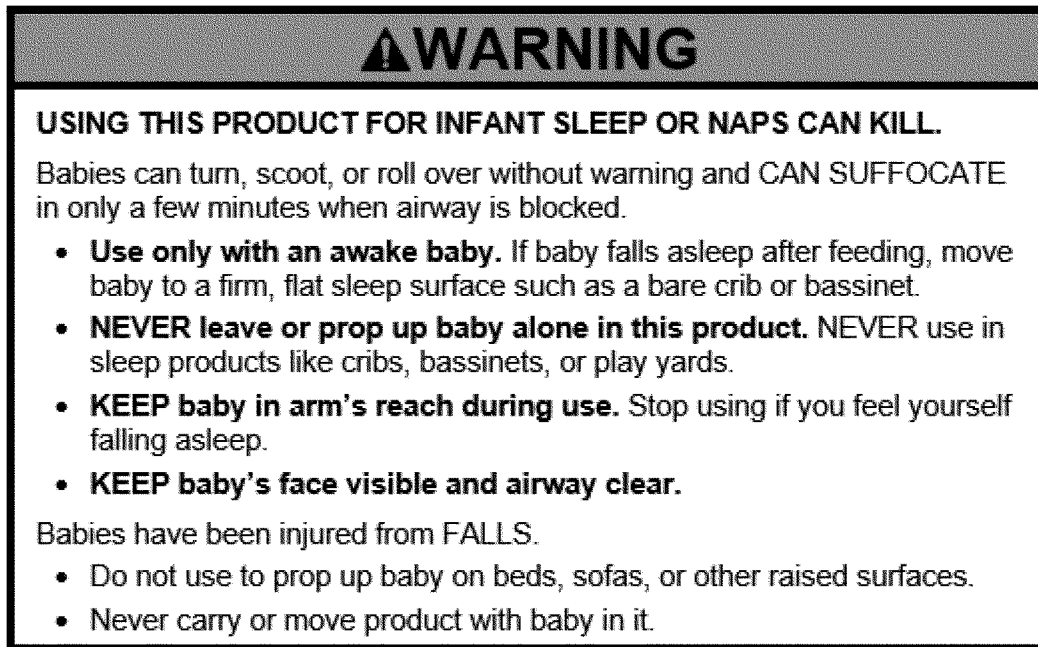 ⚠WARNING
USING THIS PRODUCT FOR INFANT SLEEP OR NAPS CAN KILL.
Babies can turn, scoot, or roll over without warning and CAN SUFFOCATE
in only a few minutes when airway is blocked.
• Use only with an awake baby. If baby falls asleep after feeding, move
baby to a firm, flat sleep surface such as a bare crib or bassinet.
• NEVER leave or prop up baby alone in this product. NEVER use in
sleep products like cribs, bassinets, or play yards.
• KEEP baby in arm's reach during use. Stop using if you feel yourself
falling asleep.
• KEEP baby's face visible and airway clear.
Babies have been injured from FALLS.
• Do not use to prop up baby on beds, sofas, or other raised surfaces.
• Never carry or move product with baby in it.